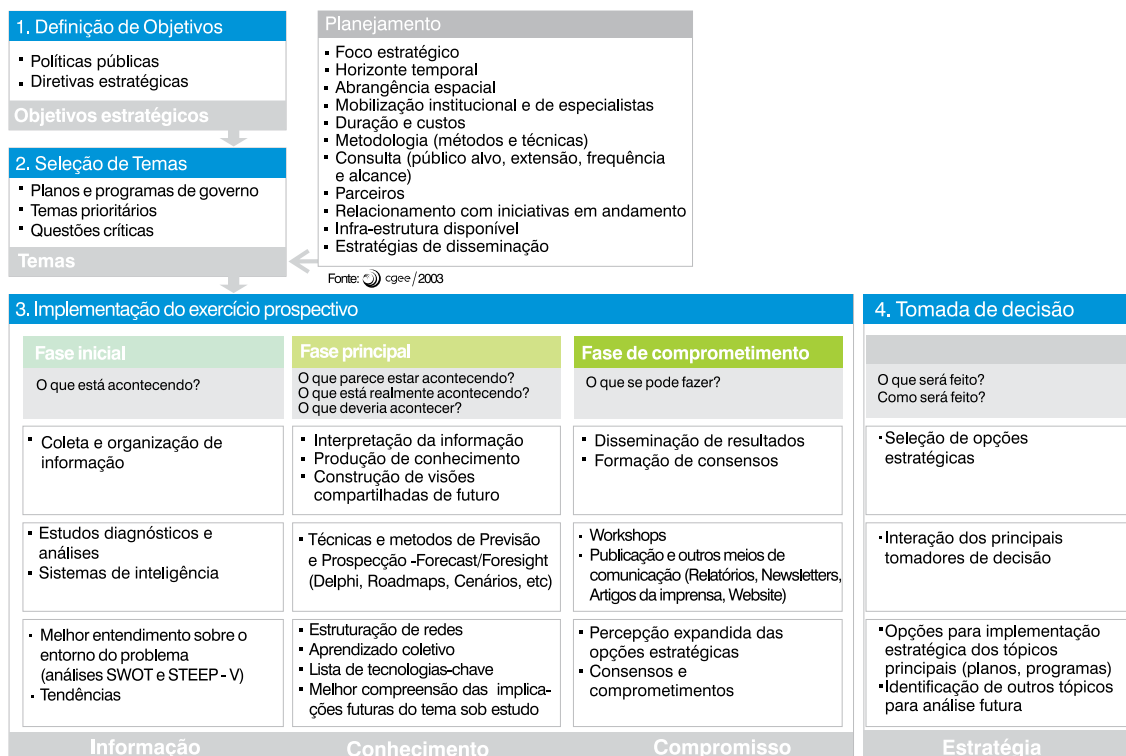 1. Definição de Objetivos
▪ Políticas públicas
▪ Diretivas estratégicas
Objetivos estratégicos
2. Seleção de Temas
▪ Planos e programas de governo
▪ Temas prioritários
▪ Questões críticas
Temas
Planejamento
▪ Foco estratégico
▪ Horizonte temporal
▪ Abrangência espacial
▪ Mobilização institucional e de especialistas
▪ Duração e custos
▪ Metodologia (métodos e técnicas)
▪ Consulta (público alvo, extensão, frequência
e alcance)
▪ Parceiros
▪ Relacionamento com iniciativas em andamento
▪ Infra-estrutura disponível
▪ Estratégias de disseminação
Fonte: cgee/2003
3. Implementação do exercício prospectivo
Fase inicial
O que está acontecendo?
▪ Coleta e organização de
informação
▪ Estudos diagnósticos e
análises
▪ Sistemas de inteligência
▪ Melhor entendimento sobre o
entorno do problema
(análises SWOT e STEEP - V)
▪ Tendências
Informação
Fase principal
O que parece estar acontecendo?
O que está realmente acontecendo?
O que deveria acontecer?
▪ Interpretação da informação
▪ Produção de conhecimento
▪ Construção de visões
compartilhadas de futuro
▪ Técnicas e metodos de Previsão
e Prospecção -Forecast/Foresight
(Delphi, Roadmaps, Cenários, etc)
▪ Estruturação de redes
▪ Aprendizado coletivo
▪ Lista de tecnologias-chave
▪ Melhor compreensão das implica-
ções futuras do tema sob estudo
Conhecimento
Fase de comprometimento
O que se pode fazer?
▪ Disseminação de resultados
▪ Formação de consensos
▪ Workshops
▪ Publicação e outros meios de
comunicação (Relatórios, Newsletters,
Artigos da imprensa, Website)
▪ Percepção expandida das
opções estratégicas
▪ Consensos e
comprometimentos
Compromisso
4. Tomada de decisão
O que será feito?
Como será feito?
▪Seleção de opções
estratégicas
▪Interação dos principais
tomadores de decisão
▪Opções para implementação
estratégica dos tópicos
principais (planos, programas)
▪Identificação de outros tópicos
para análise futura
Estratégia